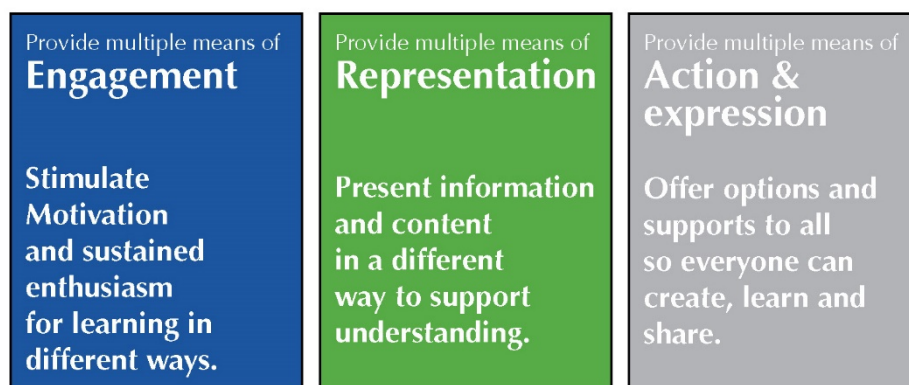 Provide multiple means of
Engagement
Stimulate
Motivation
and sustained
enthusiasm
for learning in
different ways.
Provide multiple means of
Representation
Present information
and content
in a different
way to support
understanding.
Provide multiple means of
Action &
expression
Offer options and
supports to all
so everyone can
create, learn and
share.